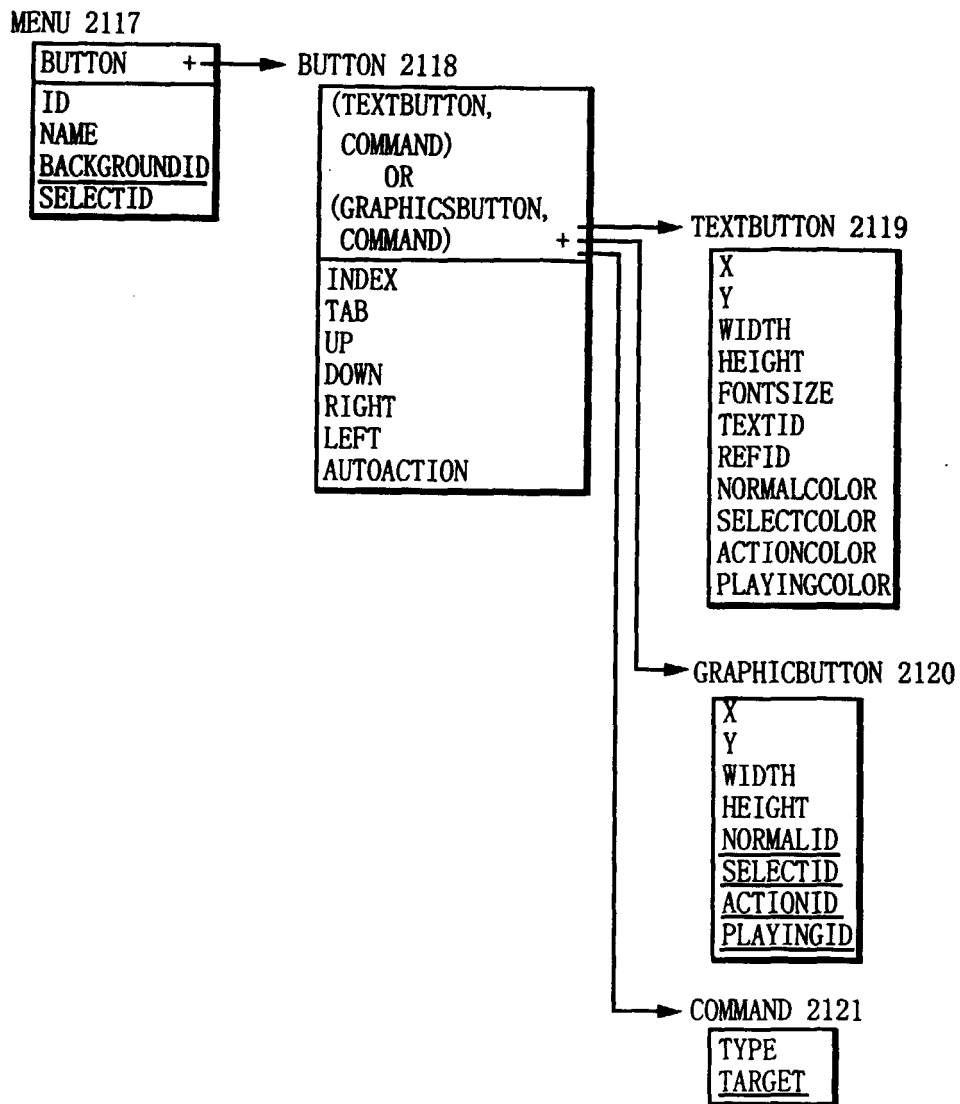 MENU 2117
BUTTON +
ID
NAME
BACKGROUNDID
SELECTID
BUTTON 2118
(TEXTBUTTON,
COMMAND)
OR
(GRAPHICSBUTTON,
COMMAND) +
INDEX
TAB
UP
DOWN
RIGHT
LEFT
AUTOACTION
TEXTBUTTON 2119
X
Y
WIDTH
HEIGHT
FONTSIZE
TEXTID
REFID
NORMALCOLOR
SELECTCOLOR
ACTIONCOLOR
PLAYINGCOLOR
GRAPHICBUTTON 2120
X
Y
WIDTH
HEIGHT
NORMALID
SELECTID
ACTIONID
PLAYINGID
COMMAND 2121
TYPE
TARGET